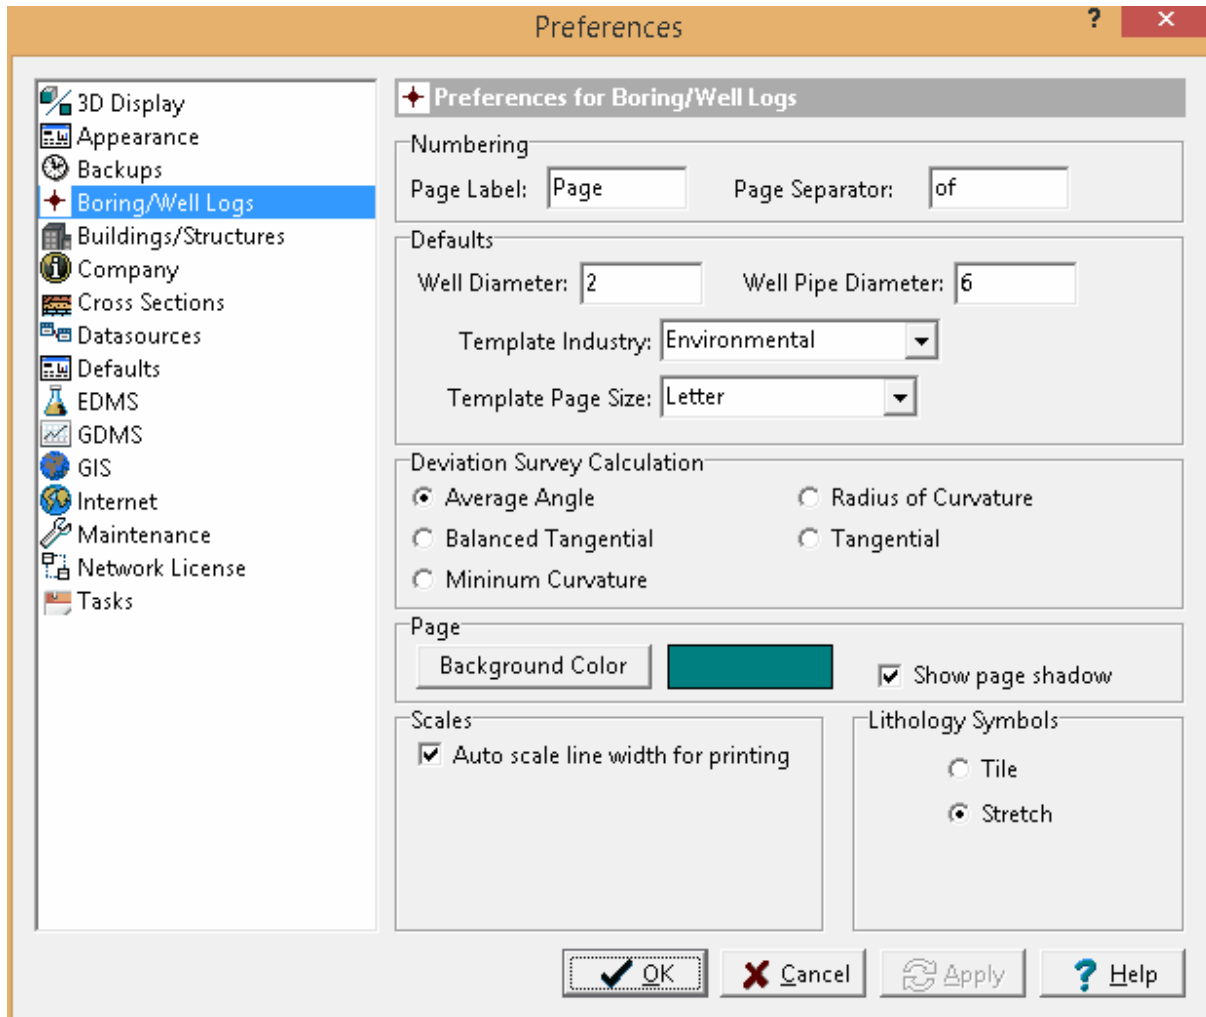 Preferences
?
3D Display
Appearance
Backups
Boring/Well Logs
Buildings/Structures
Company
Cross Sections
Datasources
Defaults
EDMS
GDMS
GIS
Internet
Maintenance
Network License
Tasks
Preferences for Boring/Well Logs
Numbering
Page Label: Page Page Separator: of
Defaults
Well Diameter: 2 Well Pipe Diameter: 6
Template Industry: Environmental
Template Page Size: Letter
Deviation Survey Calculation
Average Angle Radius of Curvature
Balanced Tangential Tangential
Mininum Curvature
Page
Background Color Show page shadow
Scales
Auto scale line width for printing
Lithology Symbols
Tile
Stretch
OK Cancel Apply Help